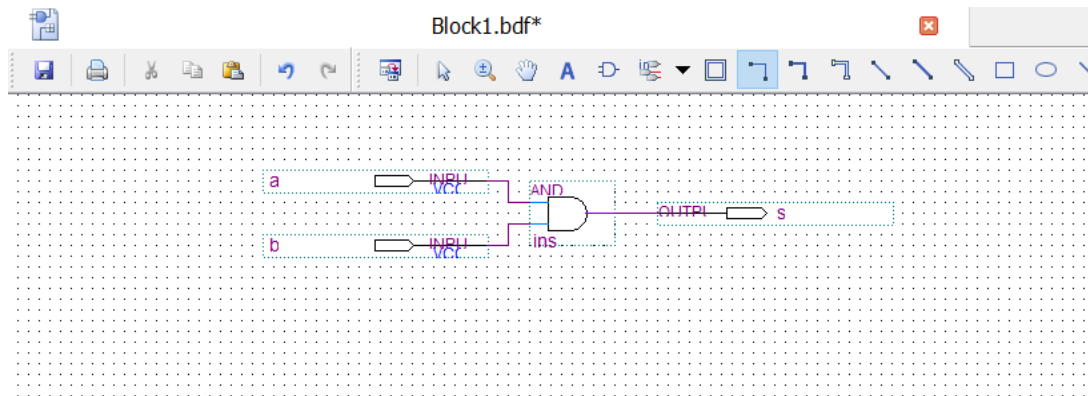 Block1.bdf*
A
a
INPU
VCC
AND
OUTPU
s
b
INPU
VCC
ins